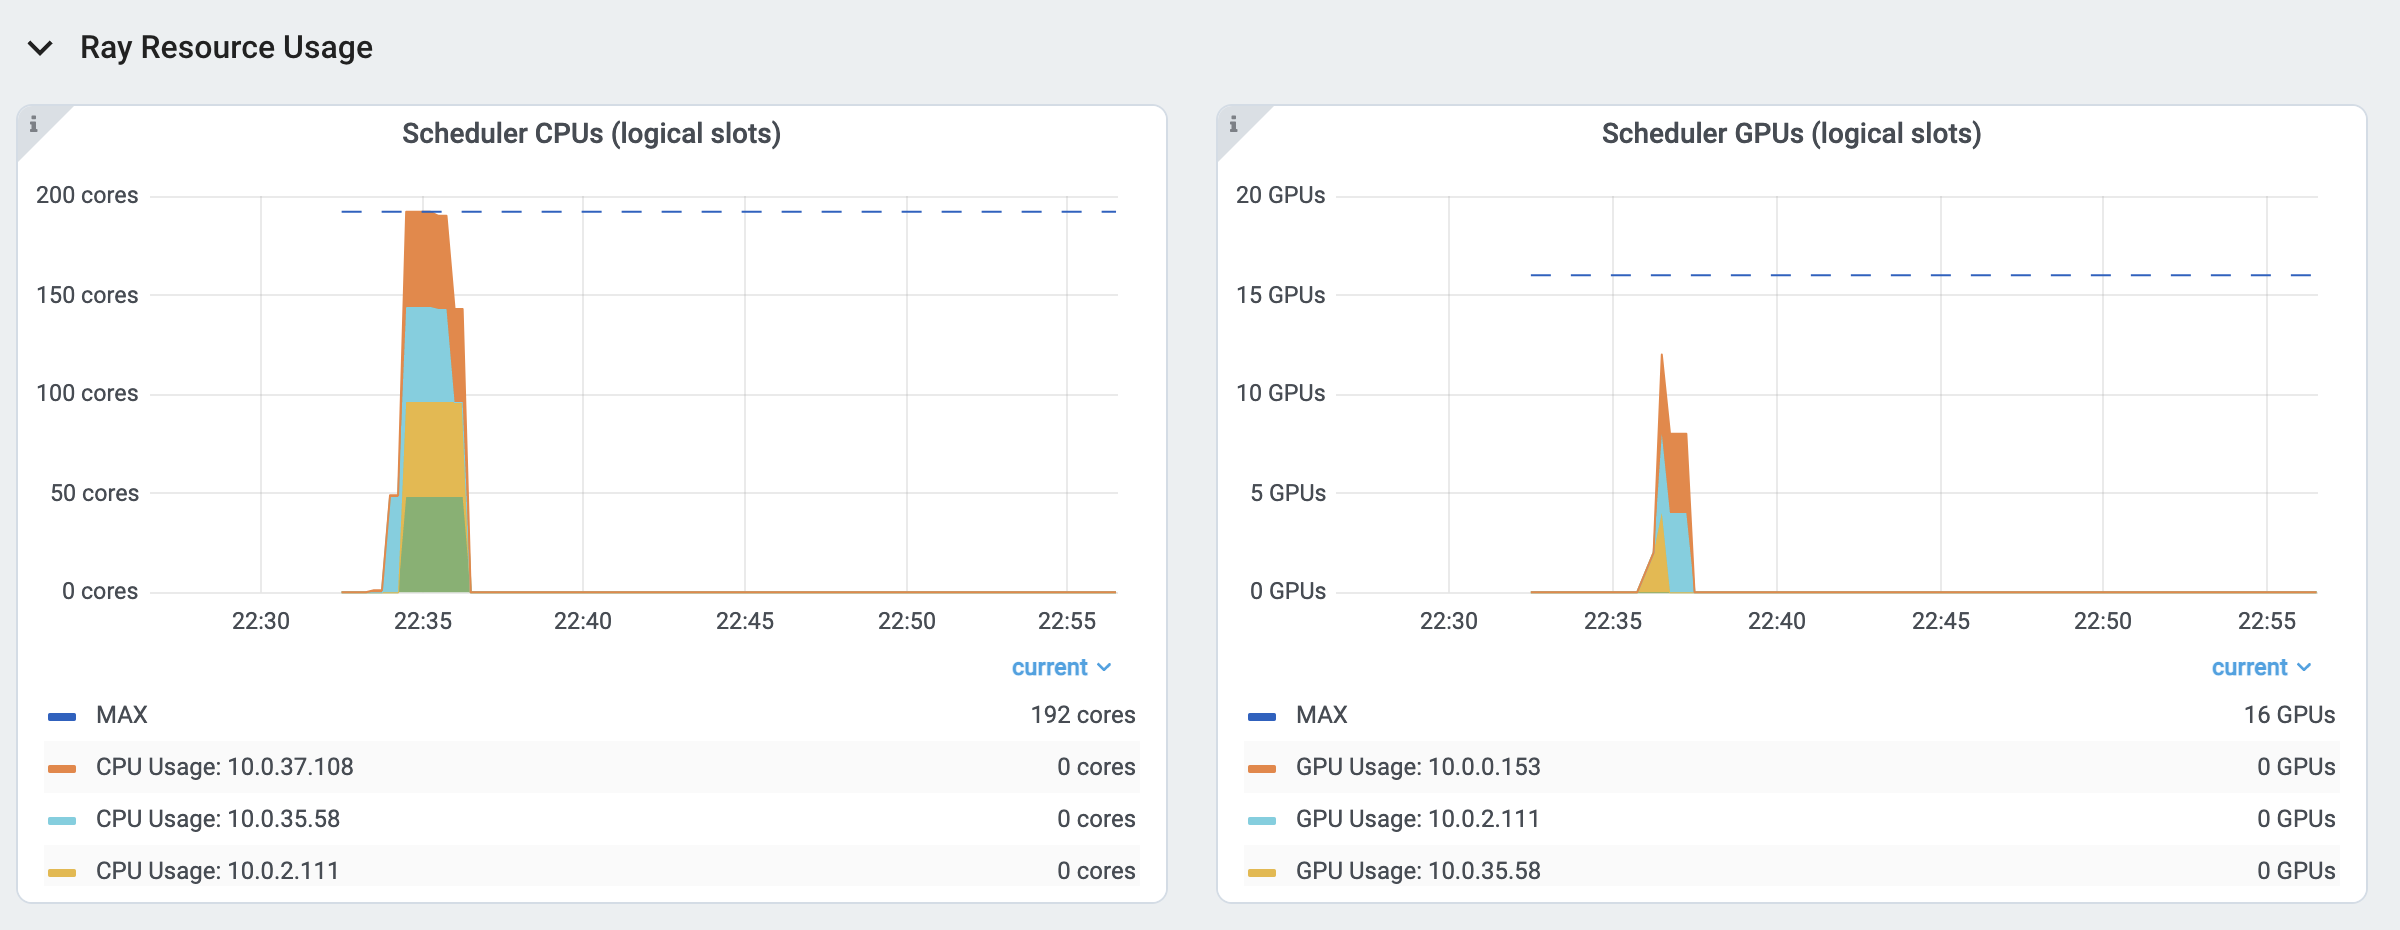 Ray Resource Usage
i
Scheduler CPUs (logical slots)
200 cores
150 cores
100 cores
50 cores
0 cores
22:30 22:35 22:40 22:45 22:50 22:55
current
MAX 192 cores
CPU Usage: 10.0.37.108 0 cores
CPU Usage: 10.0.35.58 0 cores
CPU Usage: 10.0.2.111 0 cores
i
Scheduler GPUs (logical slots)
20 GPUs
15 GPUs
10 GPUs
5 GPUs
0 GPUs
22:30 22:35 22:40 22:45 22:50 22:55
current
MAX 16 GPUs
GPU Usage: 10.0.0.153 0 GPUs
GPU Usage: 10.0.2.111 0 GPUs
GPU Usage: 10.0.35.58 0 GPUs